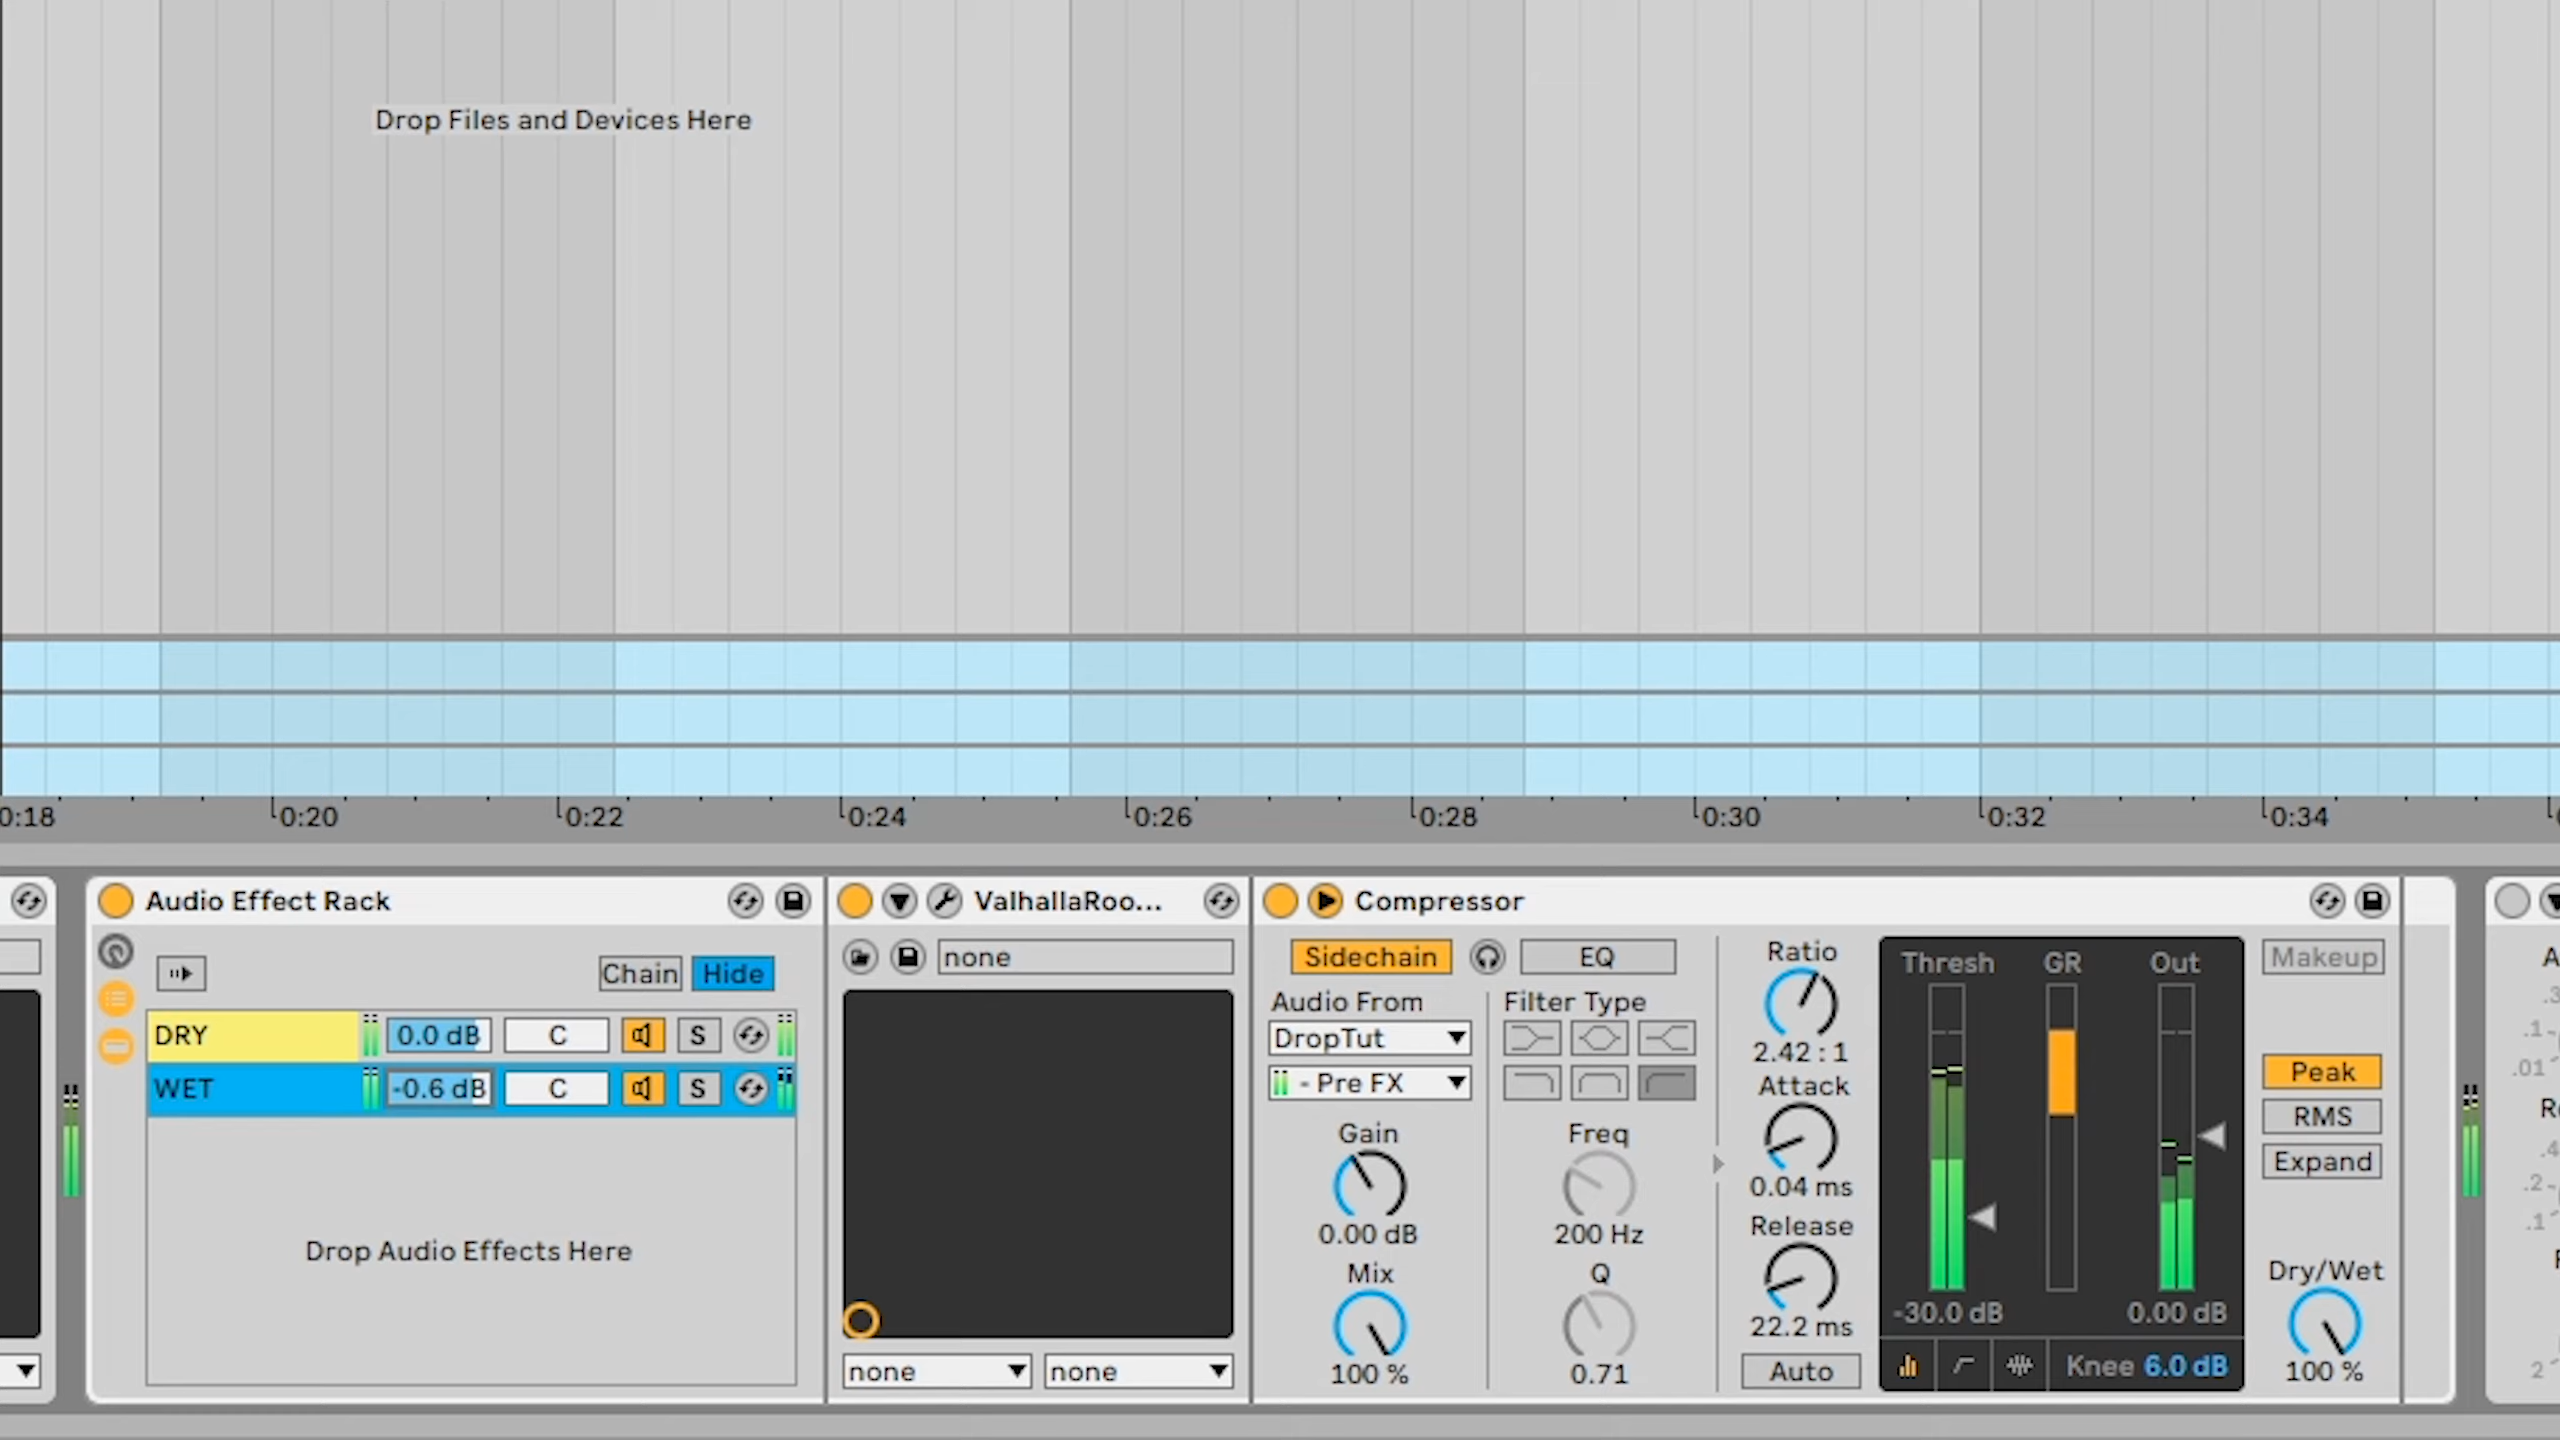 Drop Files and Devices Here
0:18 0:20 0:22 0:24 0:26 0:28 0:30 0:32 0:34
Audio Effect Rack
Chain Hide
DRY 0.0 dB C S
WET -0.6 dB C S
Drop Audio Effects Here
ValhallaRoo...
none
none none
Compressor
Sidechain EQ
Audio From Filter Type
DropTut
- Pre FX
Gain Freq
0.00 dB 200 Hz
Mix Q
100 % 0.71
Ratio
2.42 : 1
Attack
0.04 ms
Release
22.2 ms
Auto
Thresh GR Out
-30.0 dB 0.00 dB
Knee 6.0 dB
Makeup
Peak
RMS
Expand
Dry/Wet
100 %
A
.1
.01
.2
.1
2